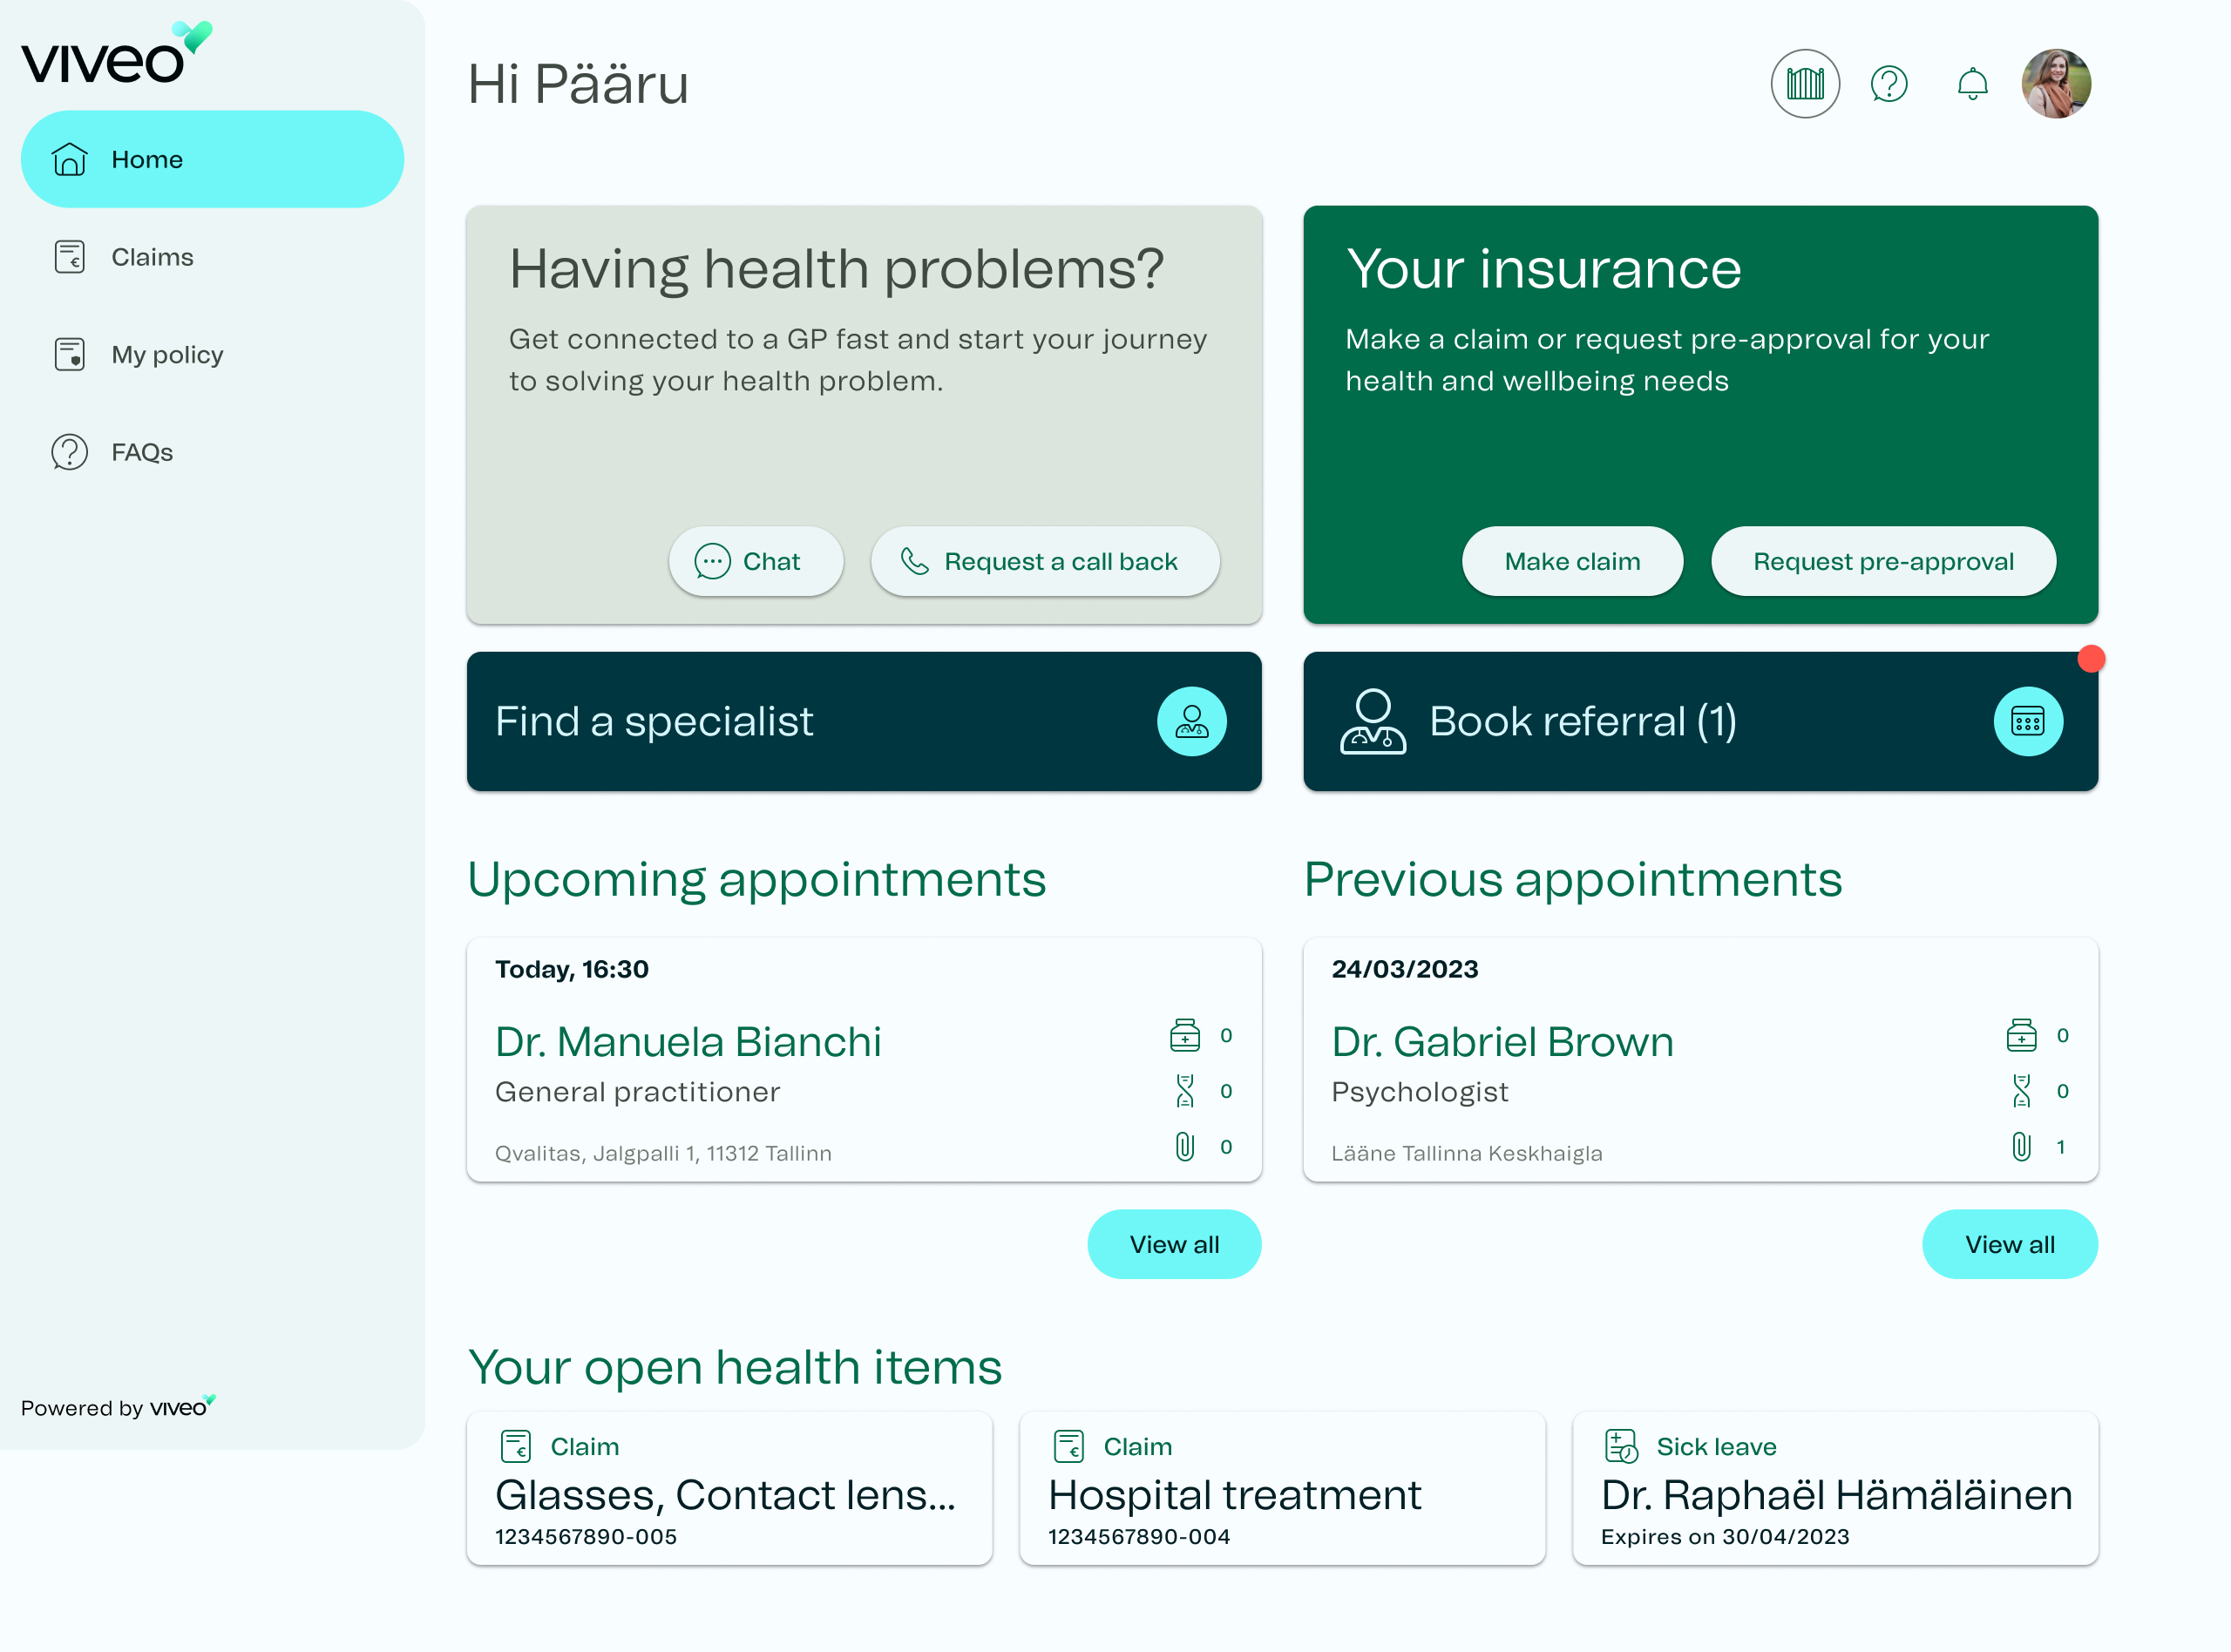 viveo
Home
Claims
My policy
FAQs
Powered by viveo
Hi Pääru
Having health problems?
Get connected to a GP fast and start your journey
to solving your health problem.
Chat
Request a call back
Your insurance
Make a claim or request pre-approval for your
health and wellbeing needs
Make claim
Request pre-approval
Find a specialist
Book referral (1)
Upcoming appointments
Today, 16:30
Dr. Manuela Bianchi
General practitioner
Qvalitas, Jalgpalli 1, 11312 Tallinn
0
0
0
View all
Previous appointments
24/03/2023
Dr. Gabriel Brown
Psychologist
Lääne Tallinna Keskhaigla
0
0
1
View all
Your open health items
Claim
Glasses, Contact lens...
1234567890-005
Claim
Hospital treatment
1234567890-004
Sick leave
Dr. Raphaël Hämäläinen
Expires on 30/04/2023